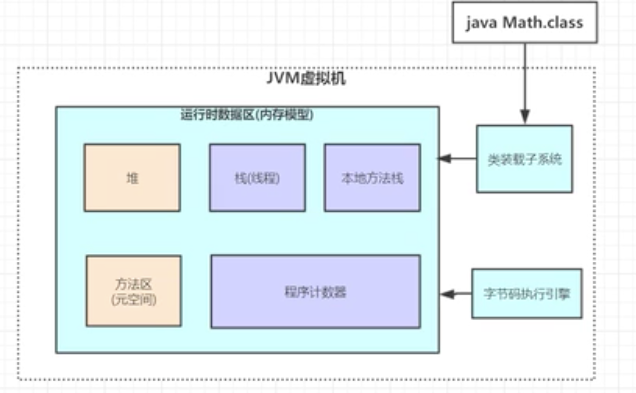 java Math.class
JVM虚拟机
运行时数据区(内存模型)
堆
栈(线程)
本地方法栈
类装载子系统
方法区
(元空间)
程序计数器
字节码执行引擎